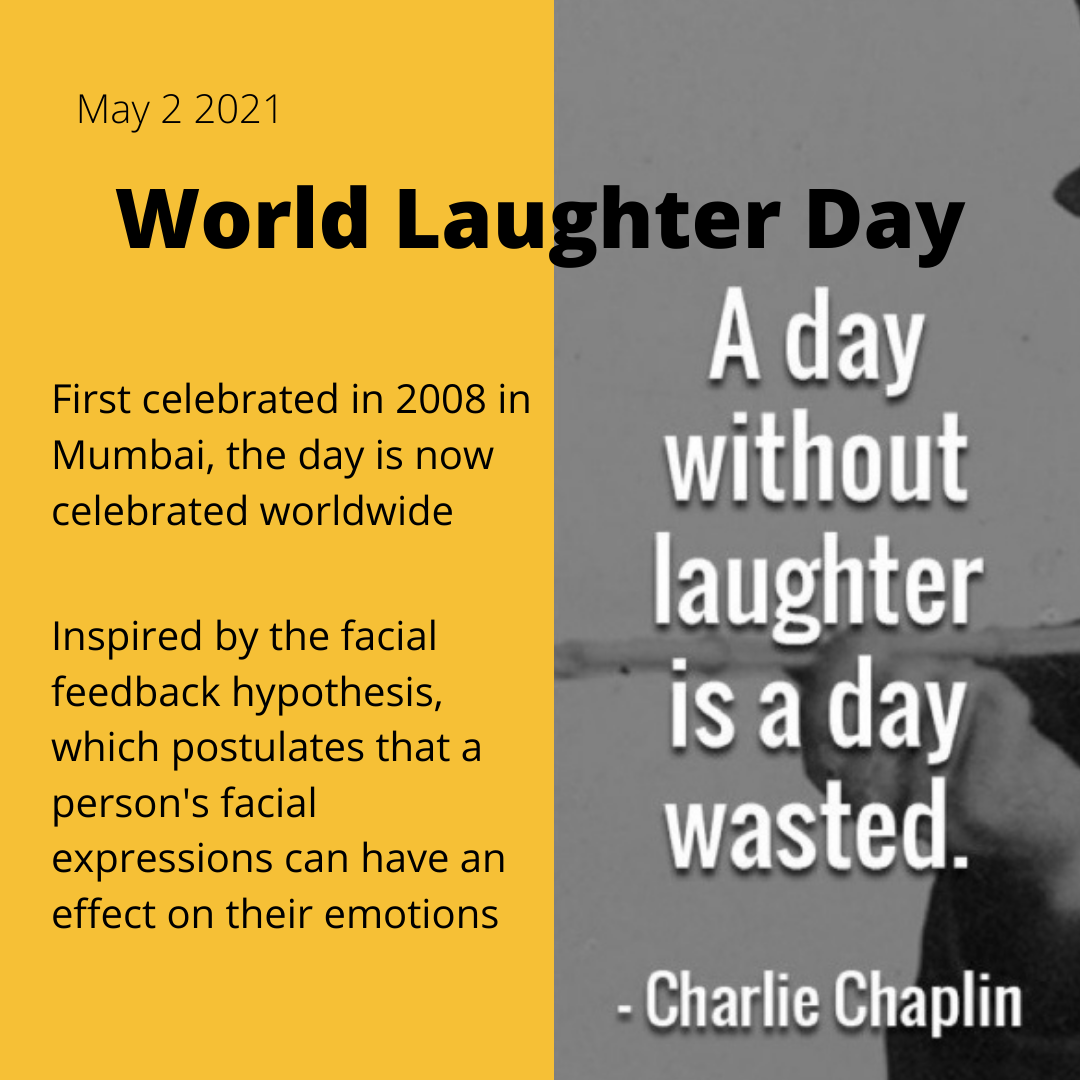 May 2 2021
World Laughter Day
First celebrated in 2008 in
Mumbai, the day is now
celebrated worldwide
Inspired by the facial
feedback hypothesis,
which postulates that a
person's facial
expressions can have an
effect on their emotions
A day
without
laughter
is a day
wasted.
- Charlie Chaplin